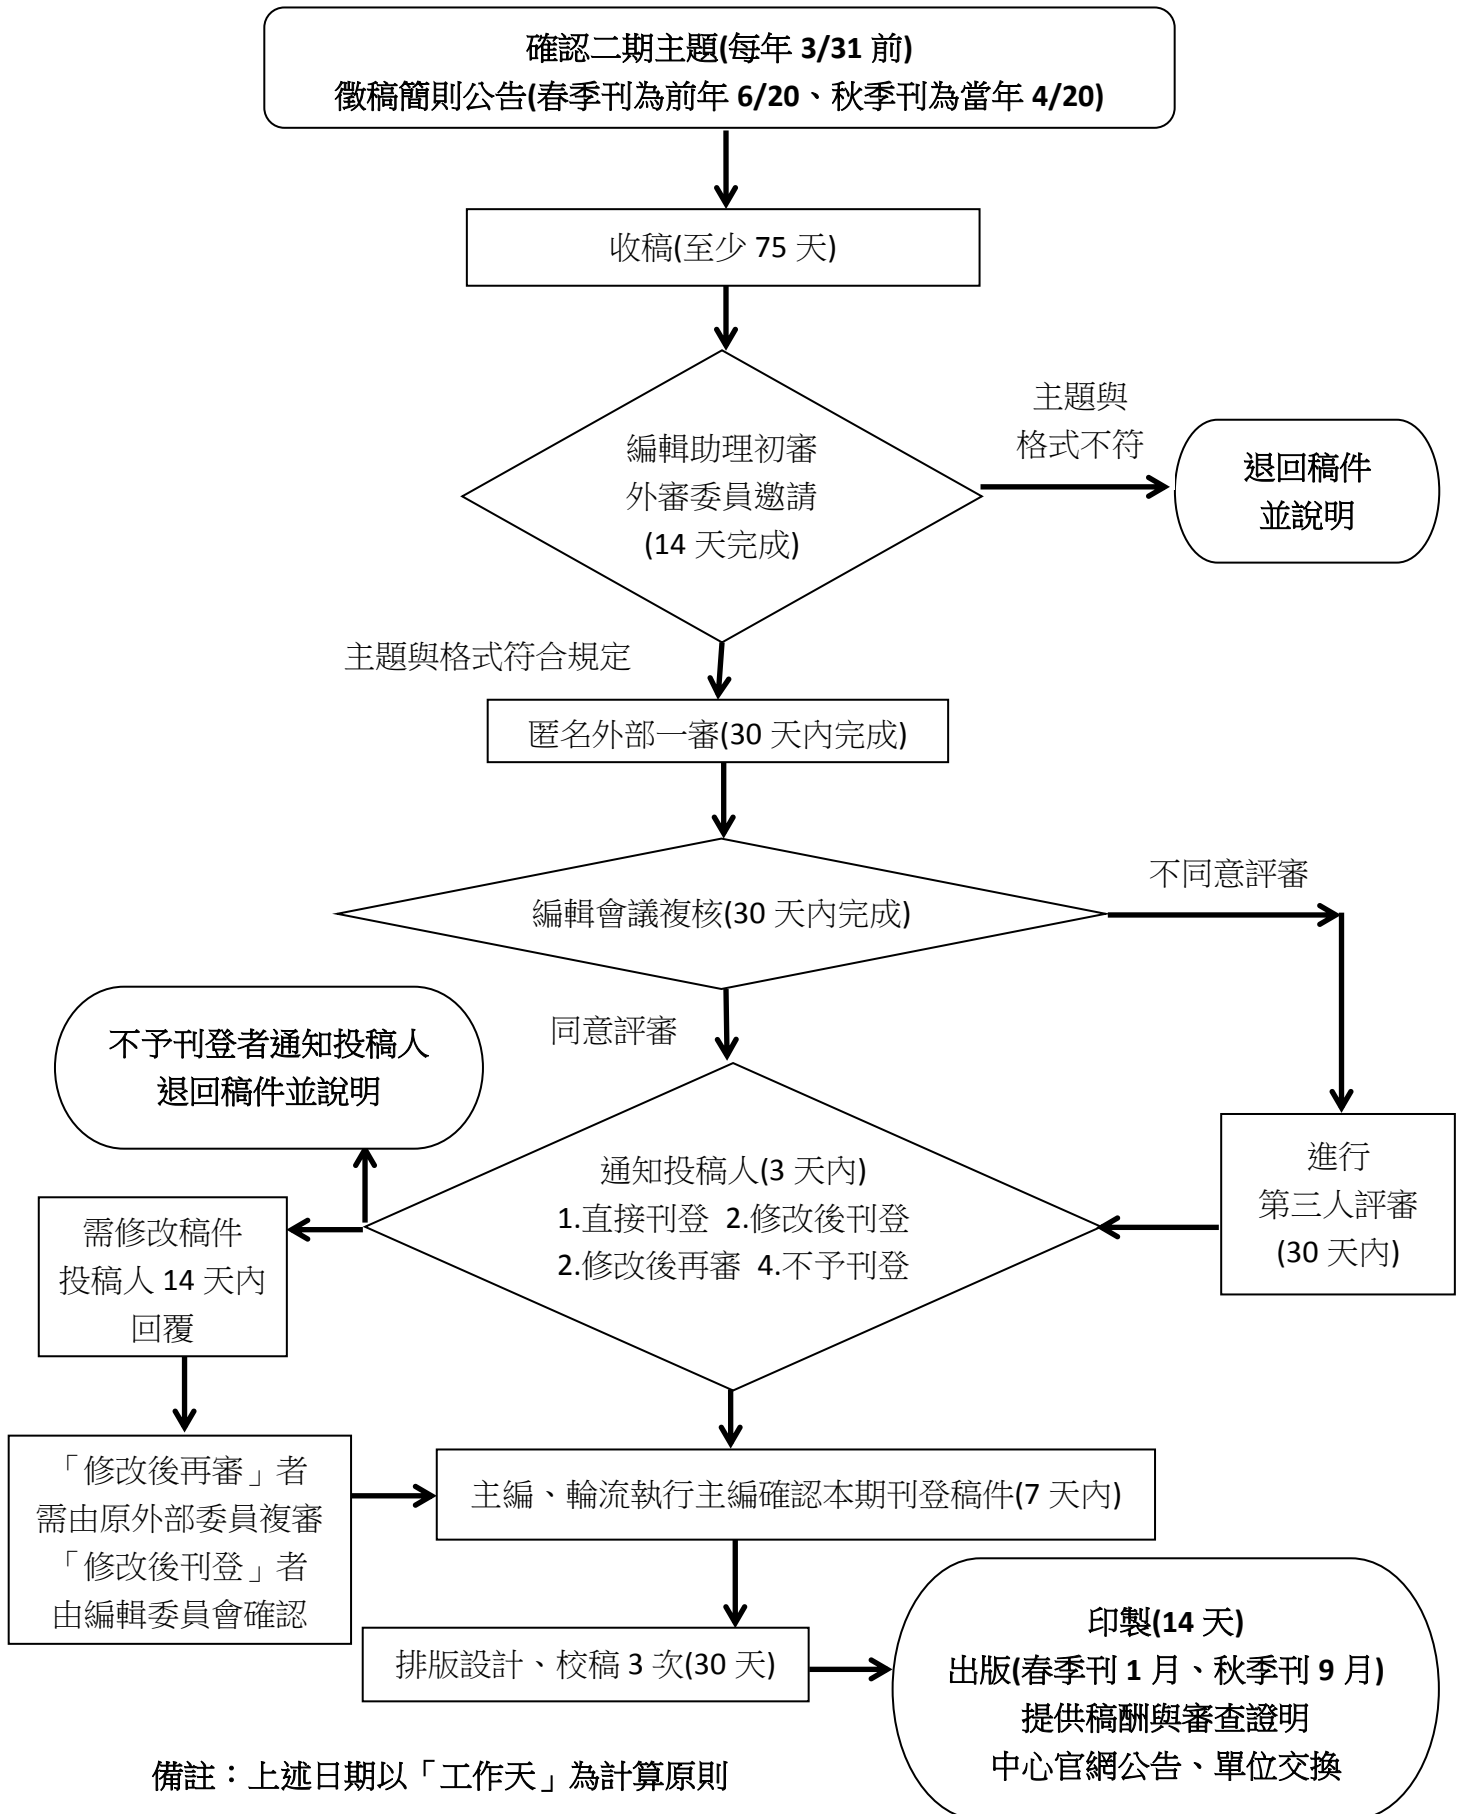 確認二期主題(每年 3/31 前)
徵稿簡則公告(春季刊為前年 6/20、秋季刊為當年 4/20)
收稿(至少 75 天)
編輯助理初審
外審委員邀請
(14 天完成)
主題與
格式不符
退回稿件
並說明
主題與格式符合規定
匿名外部一審(30 天內完成)
編輯會議複核(30 天內完成)
不同意評審
同意評審
不予刊登者通知投稿人
退回稿件並說明
通知投稿人(3 天內)
1.直接刊登 2.修改後刊登
2.修改後再審 4.不予刊登
進行
第三人評審
(30 天內)
需修改稿件
投稿人 14 天內
回覆
「修改後再審」者
需由原外部委員複審
「修改後刊登」者
由編輯委員會確認
主編、輪流執行主編確認本期刊登稿件(7 天內)
排版設計、校稿 3 次(30 天)
印製(14 天)
出版(春季刊 1 月、秋季刊 9 月)
提供稿酬與審查證明
中心官網公告、單位交換
備註：上述日期以「工作天」為計算原則